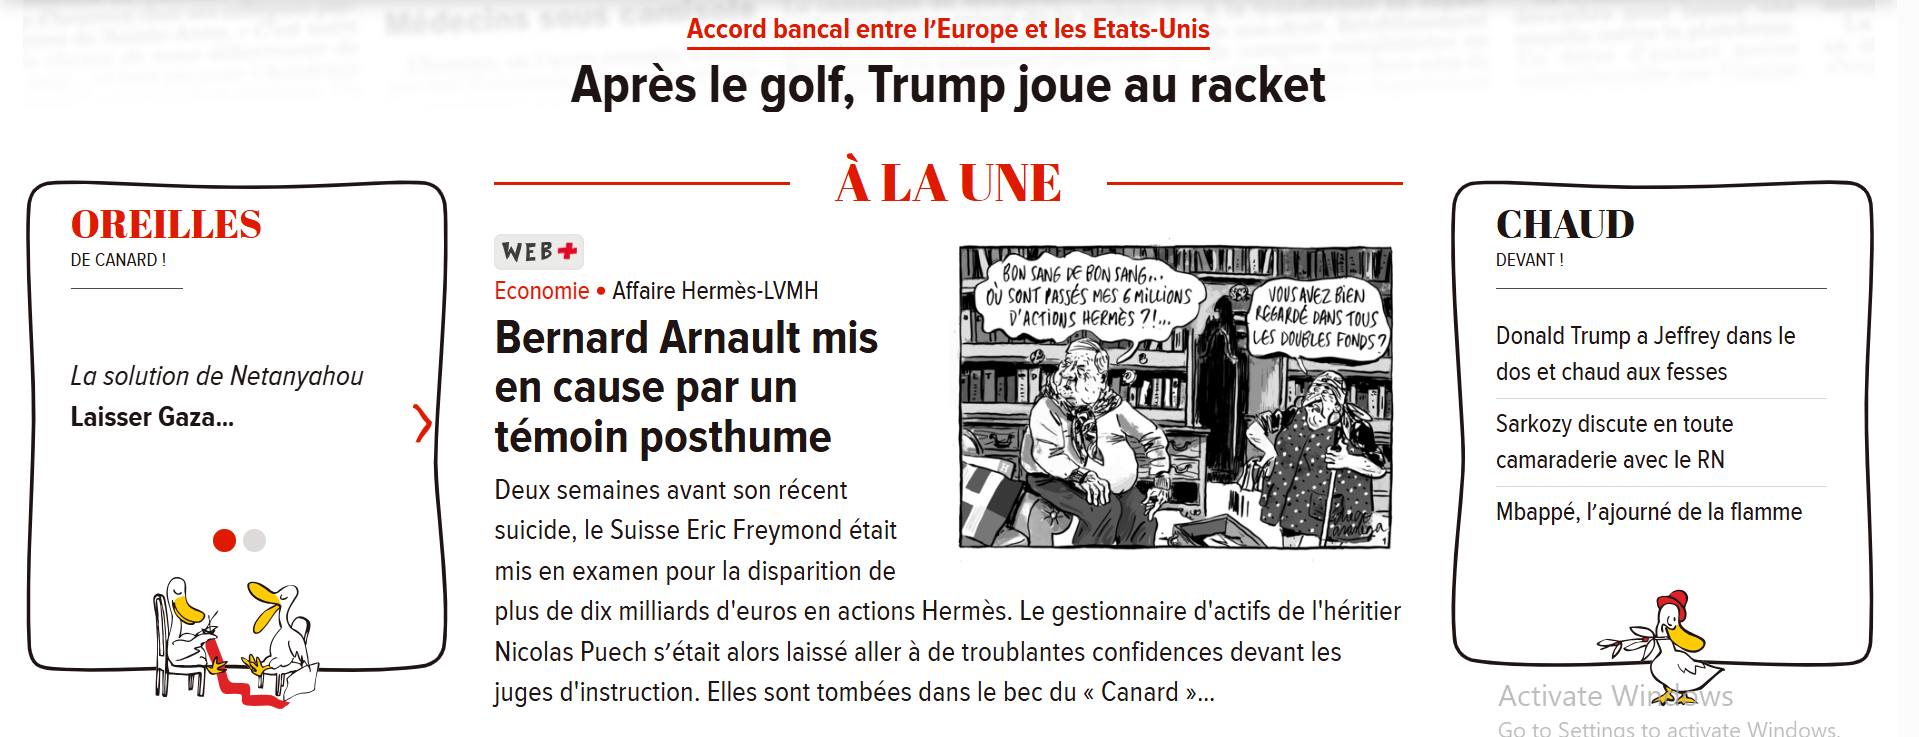 Médecins sous camisole
Accord bancal entre l’Europe et les Etats-Unis
Après le golf, Trump joue au racket
OREILLES
DE CANARD !
La solution de Netanyahou
Laisser Gaza...
À LA UNE
WEB+
Economie • Affaire Hermès-LVMH
Bernard Arnault mis
en cause par un
témoin posthume
Deux semaines avant son récent
suicide, le Suisse Eric Freymond était
mis en examen pour la disparition de
plus de dix milliards d'euros en actions Hermès. Le gestionnaire d'actifs de l'héritier
Nicolas Puech s’était alors laissé aller à de troublantes confidences devant les
juges d'instruction. Elles sont tombées dans le bec du « Canard »...
BON SANG DE BON SANG...
OÙ SONT PASSÉS MES 6 MILLIONS
D'ACTIONS HERMÈS ?!...
VOUS AVEZ BIEN
REGARDÉ DANS TOUS
LES DOUBLES FONDS ?
CHAUD
DEVANT !
Donald Trump a Jeffrey dans le
dos et chaud aux fesses
Sarkozy discute en toute
camaraderie avec le RN
Mbappé, l’ajourné de la flamme
Activate Windows
Go to Settings to activate Windows.